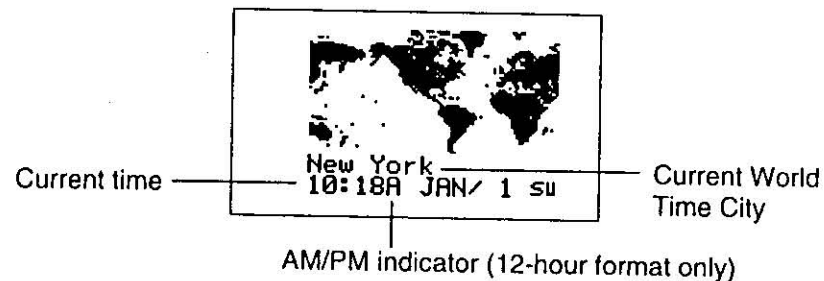 New York
10:18A JAN/ 1 SU
Current time
Current World
Time City
AM/PM indicator (12-hour format only)